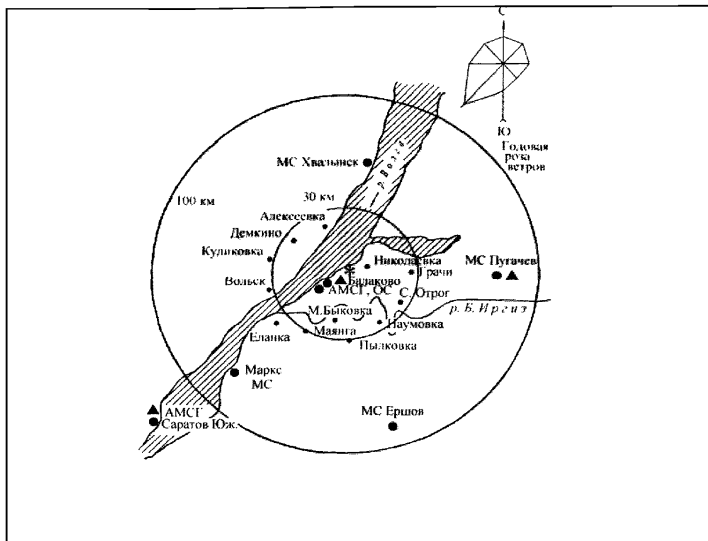 С
Ю
Годовая
роза
ветров
МС Хвалынск
р. Волга
100 км
30 км
Алексеевка
Демкино
Куликовка
Николаевка
МС Пугачев
Грачи
Балаково
Вольск
АМСГ, ОС
С. Отрог
М.Быковка
р. Б. Иргиз
Еланка
Маянга
Наумовка
Пылковка
Маркс
МС
АМСГ
Саратов Юж.
МС Ершов